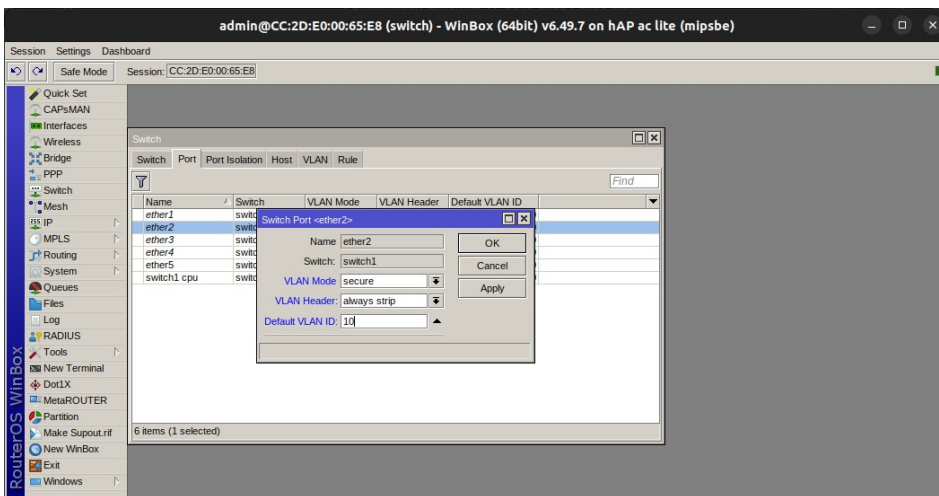 admin@CC:2D:E0:00:65:E8 (switch) - WinBox (64bit) v6.49.7 on hAP ac lite (mipsbe)
Session Settings Dashboard
Safe Mode Session: CC:2D:E0:00:65:E8
Quick Set
CAPsMAN
Interfaces
Wireless
Bridge
PPP
Switch
Mesh
IP
MPLS
Routing
System
Queues
Files
Log
RADIUS
Tools
New Terminal
Dot1X
MetaROUTER
Partition
Make Supout.rif
New WinBox
Exit
Windows
RouterOS WinBox
Switch
Switch Port Port Isolation Host VLAN Rule
Find
Name Switch VLAN Mode VLAN Header Default VLAN ID
ether1
ether2
ether3
ether4
ether5
switch1 cpu
6 items (1 selected)
Switch Port <ether2>
Name ether2
Switch: switch1
VLAN Mode secure
VLAN Header: always strip
Default VLAN ID: 10
OK
Cancel
Apply